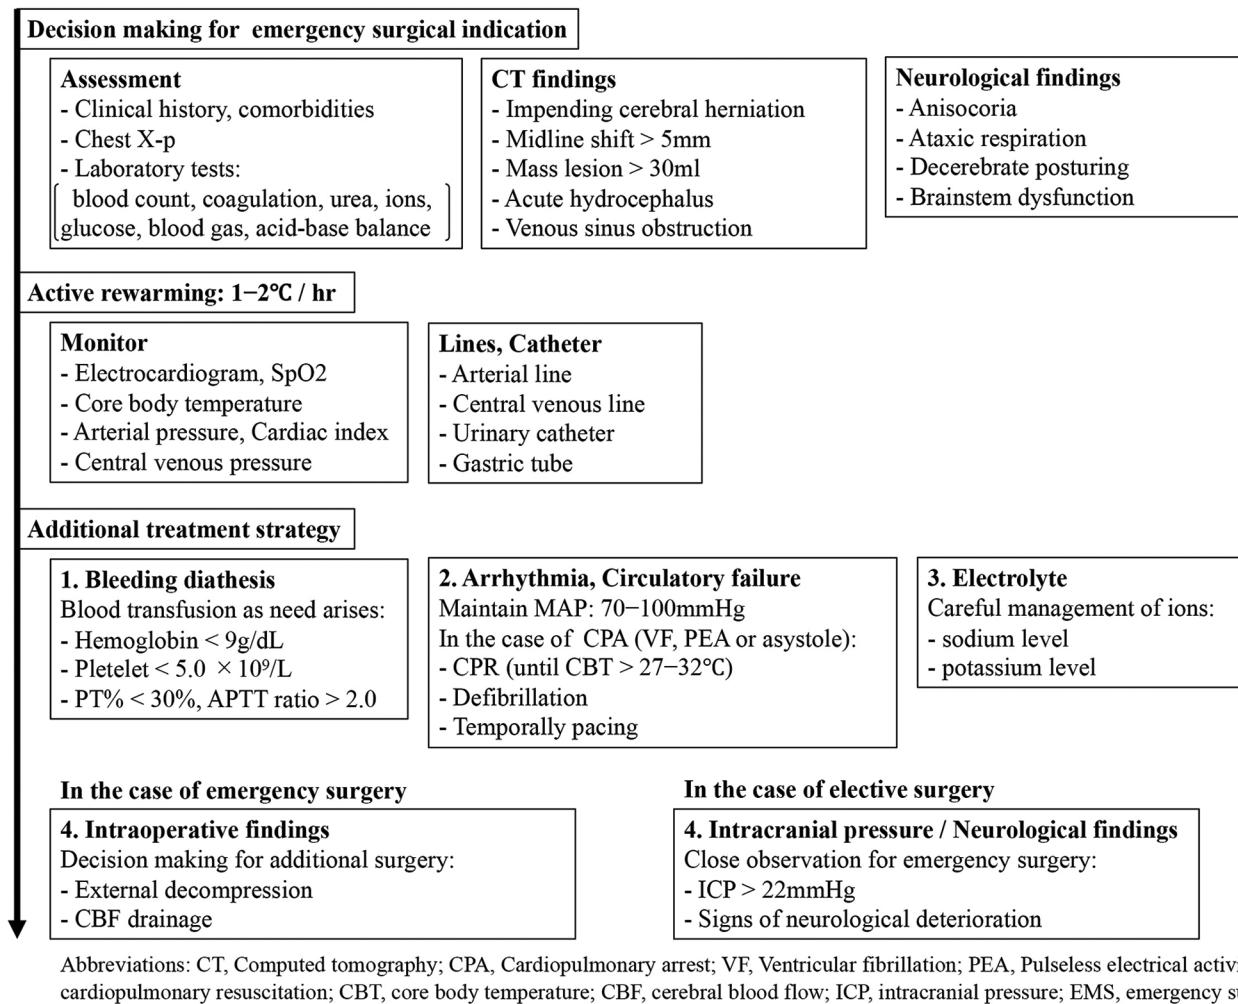 Decision making for emergency surgical indication
Assessment
- Clinical history, comorbidities
- Chest X-p
- Laboratory tests:
blood count, coagulation, urea, ions,
glucose, blood gas, acid-base balance
CT findings
- Impending cerebral herniation
- Midline shift > 5mm
- Mass lesion > 30ml
- Acute hydrocephalus
- Venous sinus obstruction
Neurological findings
- Anisocoria
- Ataxic respiration
- Decerebrate posturing
- Brainstem dysfunction
Active rewarming: 1−2℃ / hr
Monitor
- Electrocardiogram, SpO2
- Core body temperature
- Arterial pressure, Cardiac index
- Central venous pressure
Lines, Catheter
- Arterial line
- Central venous line
- Urinary catheter
- Gastric tube
Additional treatment strategy
1. Bleeding diathesis
Blood transfusion as need arises:
- Hemoglobin < 9g/dL
- Pletelet < 5.0 × 10⁹/L
- PT% < 30%, APTT ratio > 2.0
2. Arrhythmia, Circulatory failure
Maintain MAP: 70−100mmHg
In the case of CPA (VF, PEA or asystole):
- CPR (until CBT > 27−32℃)
- Defibrillation
- Temporally pacing
3. Electrolyte
Careful management of ions:
- sodium level
- potassium level
In the case of emergency surgery
4. Intraoperative findings
Decision making for additional surgery:
- External decompression
- CBF drainage
In the case of elective surgery
4. Intracranial pressure / Neurological findings
Close observation for emergency surgery:
- ICP > 22mmHg
- Signs of neurological deterioration
Abbreviations: CT, Computed tomography; CPA, Cardiopulmonary arrest; VF, Ventricular fibrillation; PEA, Pulseless electrical activi
cardiopulmonary resuscitation; CBT, core body temperature; CBF, cerebral blood flow; ICP, intracranial pressure; EMS, emergency s